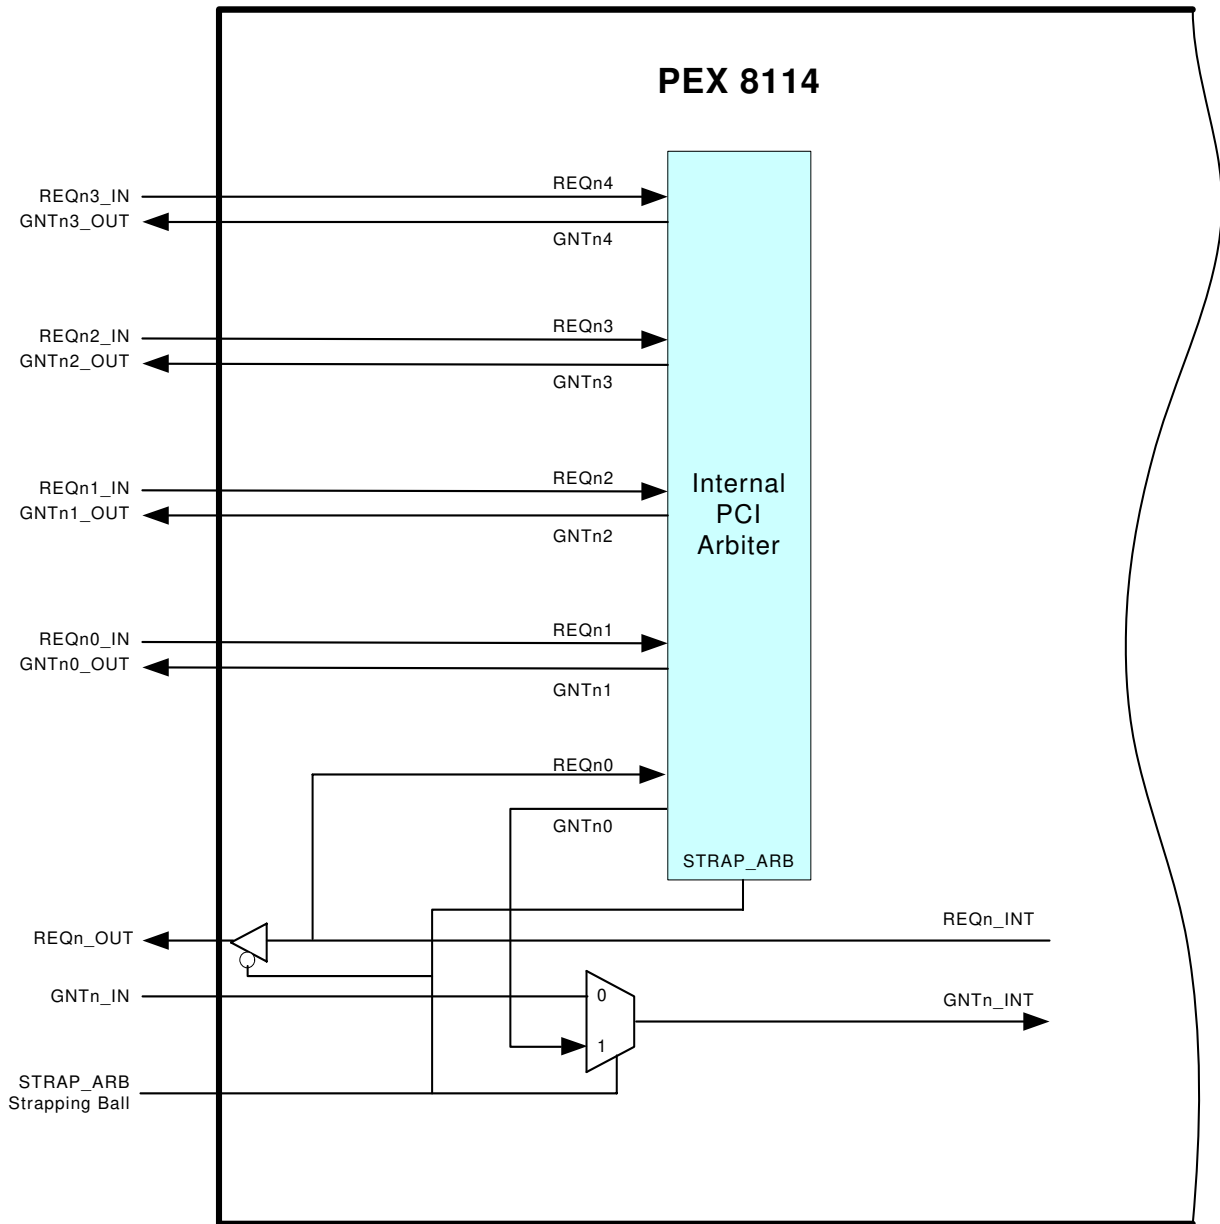 PEX 8114
REQn3_IN
REQn4
GNTn3_OUT
GNTn4
REQn2_IN
REQn3
GNTn2_OUT
GNTn3
REQn1_IN
REQn2
GNTn1_OUT
GNTn2
Internal
PCI
Arbiter
REQn0_IN
REQn1
GNTn0_OUT
GNTn1
REQn0
GNTn0
STRAP_ARB
REQn_OUT
REQn_INT
GNTn_IN
0
GNTn_INT
1
STRAP_ARB
Strapping Ball